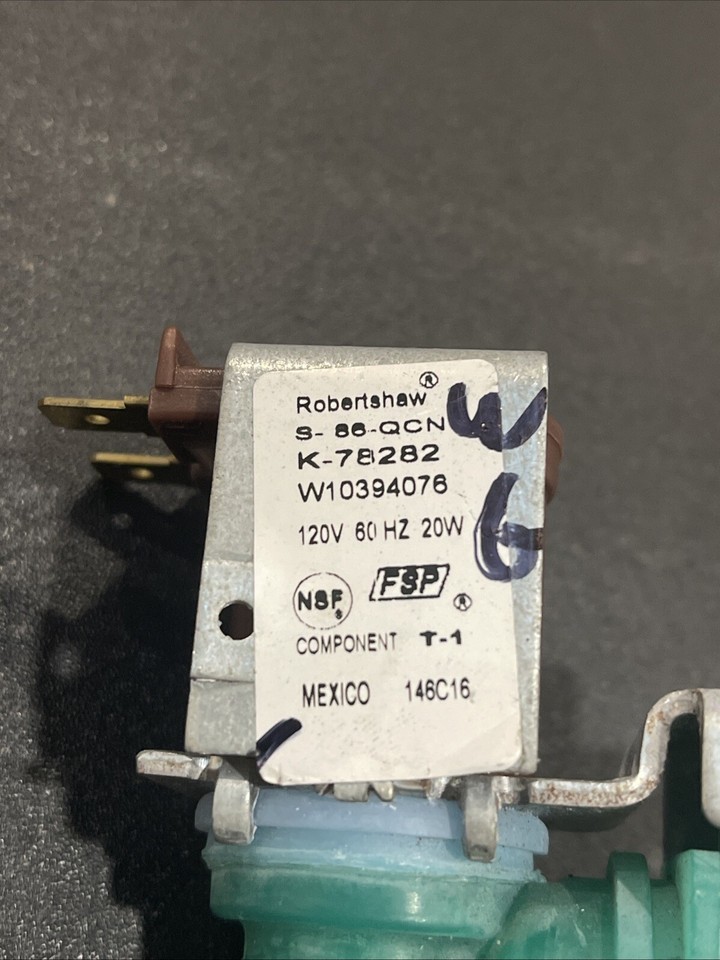 Robertshaw®
S-86-QCN
K-78282
W10394076
120V 60 HZ 20W
NSF® FSP®
COMPONENT T-1
MEXICO 146C16